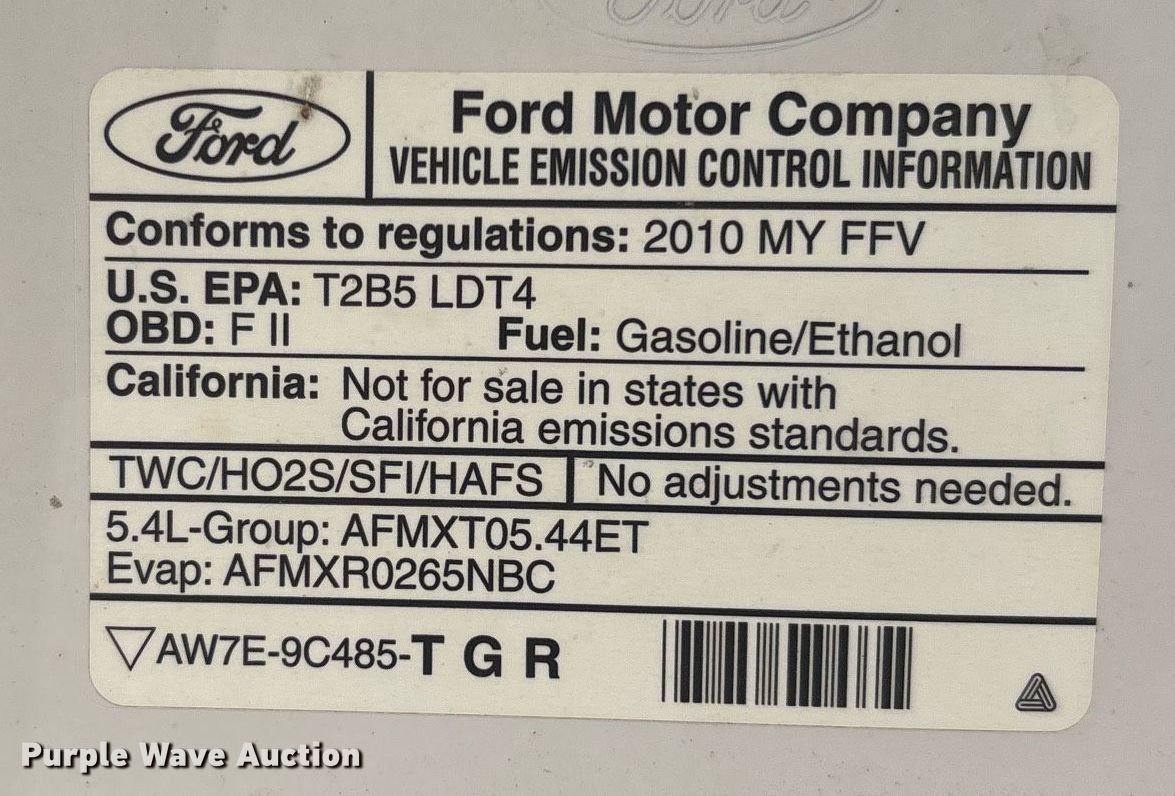 Ford
Ford Ford Motor Company
VEHICLE EMISSION CONTROL INFORMATION
Conforms to regulations: 2010 MY FFV
U.S. EPA: T2B5 LDT4
OBD: F II Fuel: Gasoline/Ethanol
California: Not for sale in states with
California emissions standards.
TWC/HO2S/SFI/HAFS No adjustments needed.
5.4L-Group: AFMXT05.44ET
Evap: AFMXR0265NBC
AW7E-9C485-T G R
Purple Wave Auction